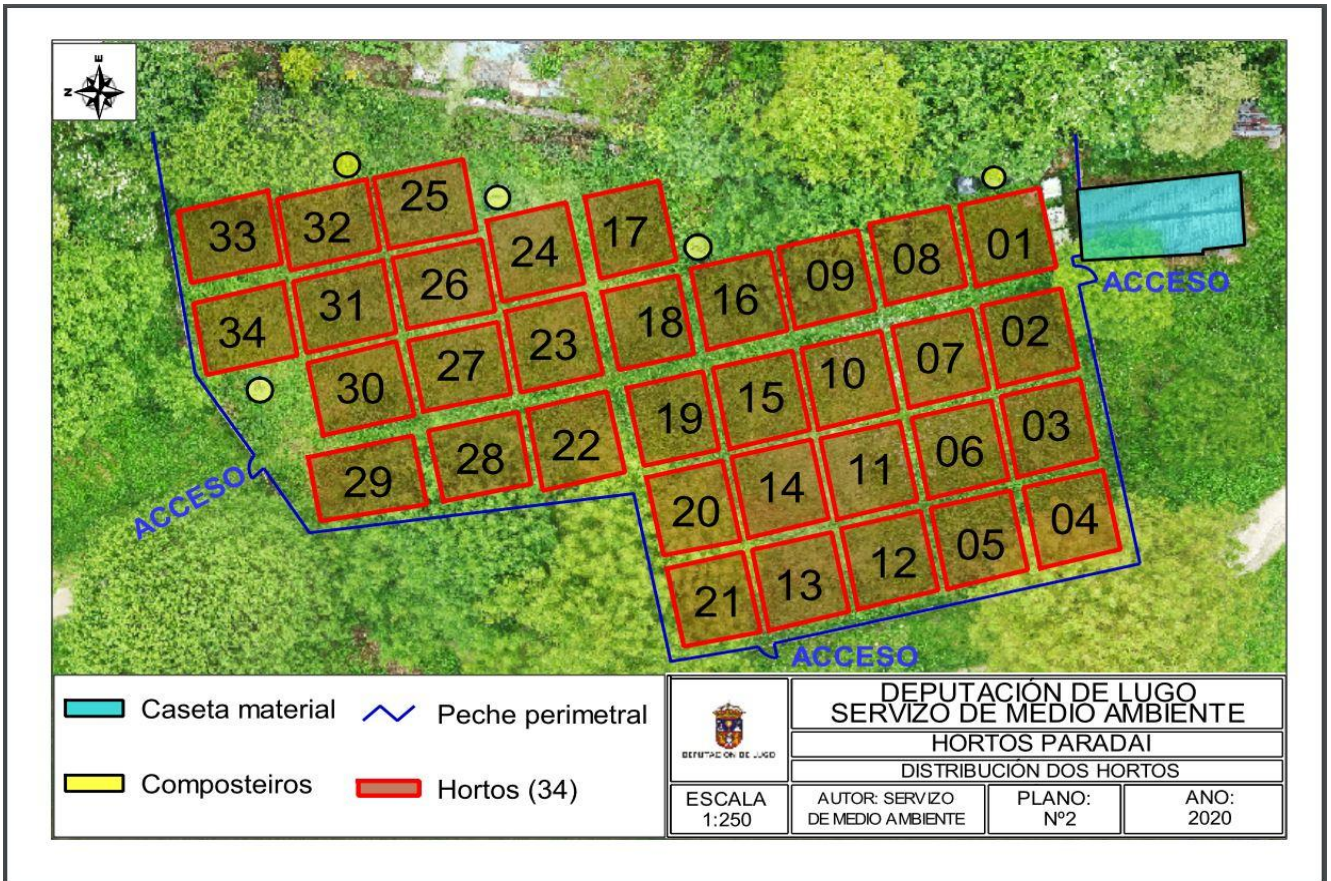 E
N
33
32
25
24
17
16
09
08
01
34
31
26
23
18
15
10
07
02
30
27
22
19
14
11
06
03
29
28
20
13
12
05
04
21
ACCESO
ACCESO
ACCESO
Caseta material
Peche perimetral
Composteiros
Hortos (34)
DEPUTACIÓN DE LUGO
DEPUTACIÓN DE LUGO
SERVIZO DE MEDIO AMBIENTE
HORTOS PARADAI
DISTRIBUCIÓN DOS HORTOS
ESCALA
1:250
AUTOR: SERVIZO
DE MEDIO AMBIENTE
PLANO:
Nº2
ANO:
2020